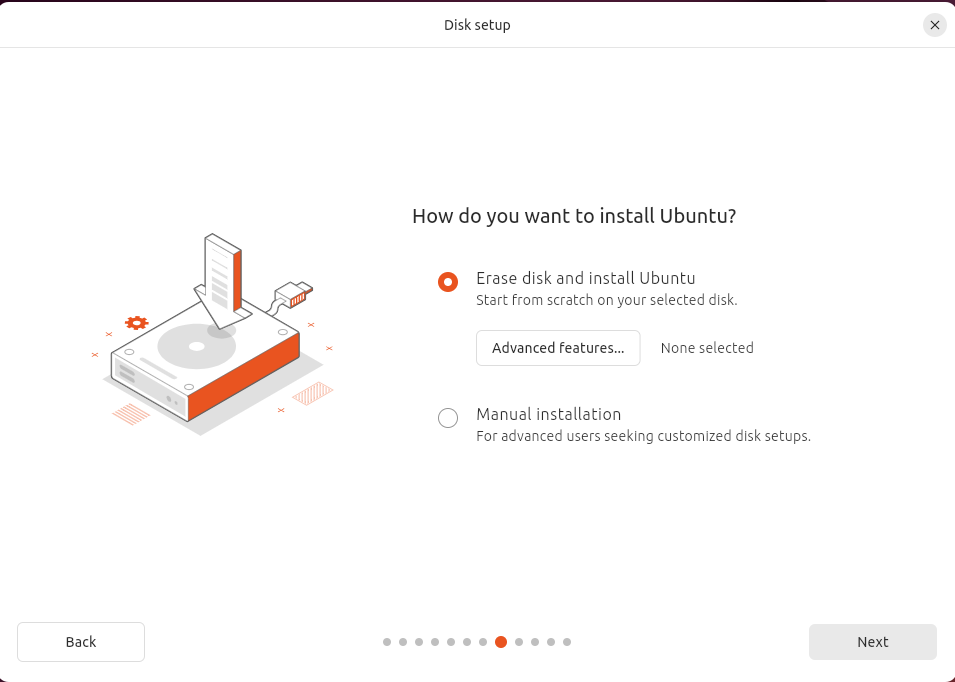 Disk setup
How do you want to install Ubuntu?
Erase disk and install Ubuntu
Start from scratch on your selected disk.
Advanced features...
None selected
Manual installation
For advanced users seeking customized disk setups.
Back
Next